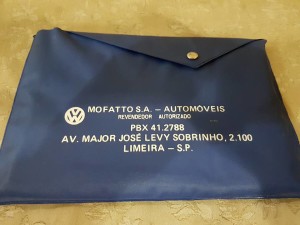 MOFATTO S.A. – AUTOMÓVEIS
REVENDEDOR AUTORIZADO
PBX 41.2788
AV. MAJOR JOSÉ LEVY SOBRINHO, 2.100
LIMEIRA – S.P.